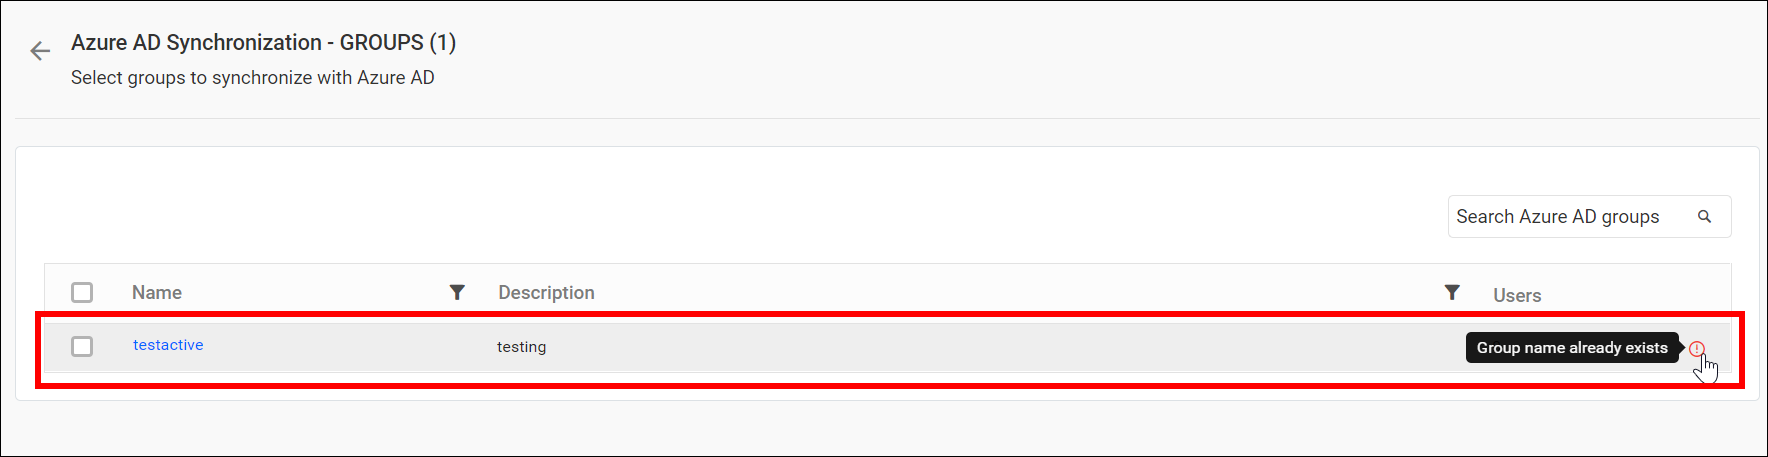 Azure AD Synchronization - GROUPS (1)
Select groups to synchronize with Azure AD
Search Azure AD groups
Name Description Users
testactive testing Group name already exists